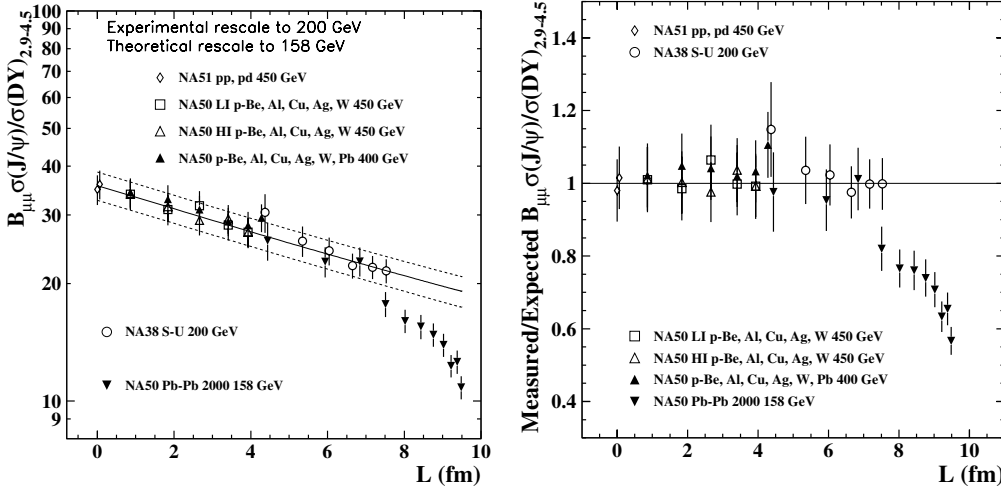 Experimental rescale to 200 GeV
Theoretical rescale to 158 GeV
NA51 pp, pd 450 GeV
NA50 LI p-Be, Al, Cu, Ag, W 450 GeV
NA50 HI p-Be, Al, Cu, Ag, W 450 GeV
NA50 p-Be, Al, Cu, Ag, W, Pb 400 GeV
NA38 S-U 200 GeV
NA50 Pb-Pb 2000 158 GeV
B_μμ σ(J/ψ)/σ(DY)_2.9-4.5
100
90
80
70
60
50
40
30
20
10
9
0 2 4 6 8 10
L (fm)
NA51 pp, pd 450 GeV
NA38 S-U 200 GeV
NA50 LI p-Be, Al, Cu, Ag, W 450 GeV
NA50 HI p-Be, Al, Cu, Ag, W 450 GeV
NA50 p-Be, Al, Cu, Ag, W, Pb 400 GeV
NA50 Pb-Pb 2000 158 GeV
Measured/Expected B_μμ σ(J/ψ)/σ(DY)_2.9-4.5
1.4
1.2
1
0.8
0.6
0.4
0 2 4 6 8 10
L (fm)